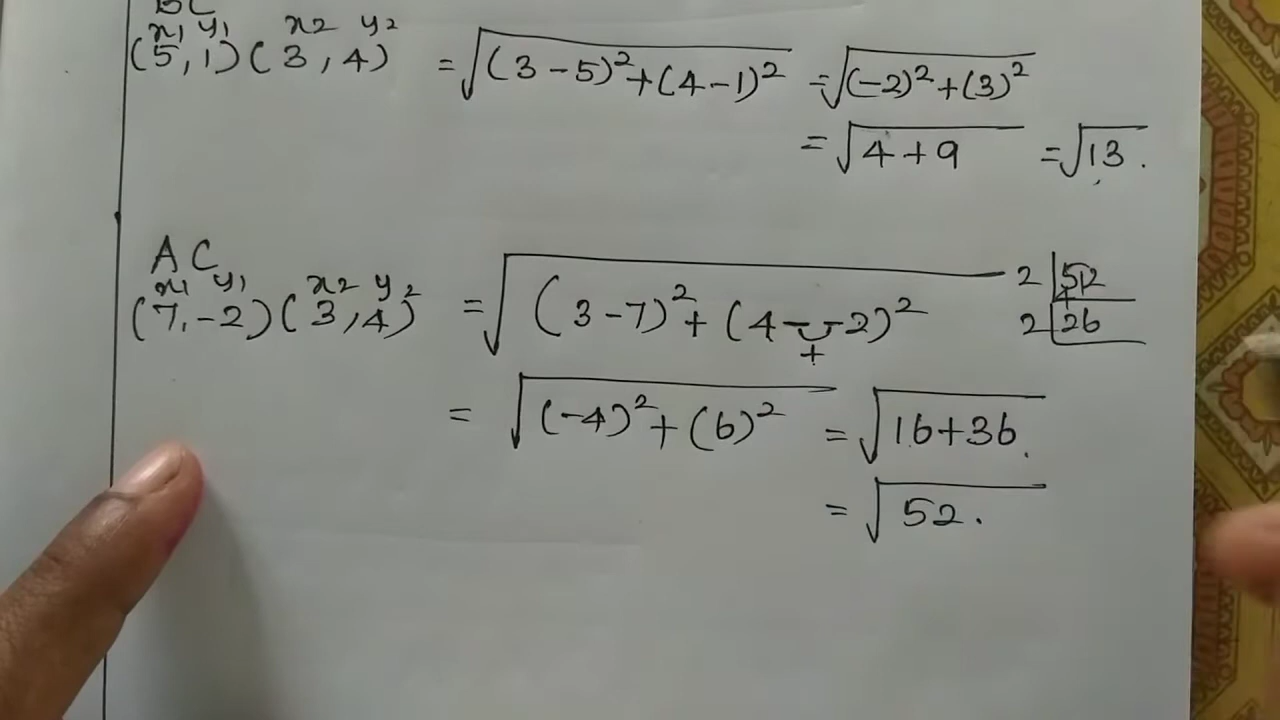 BC
x1 y1 x2 y2
(5,1)(3,4) = √(3-5)²+(4-1)² = √(-2)²+(3)²
= √4+9 = √13.
AC
x1 y1 x2 y2
(7,-2)(3,4) = √(3-7)²+(4--2)² 2 52
+ 2 26
= √(-4)²+(6)² = √16+36.
= √52.